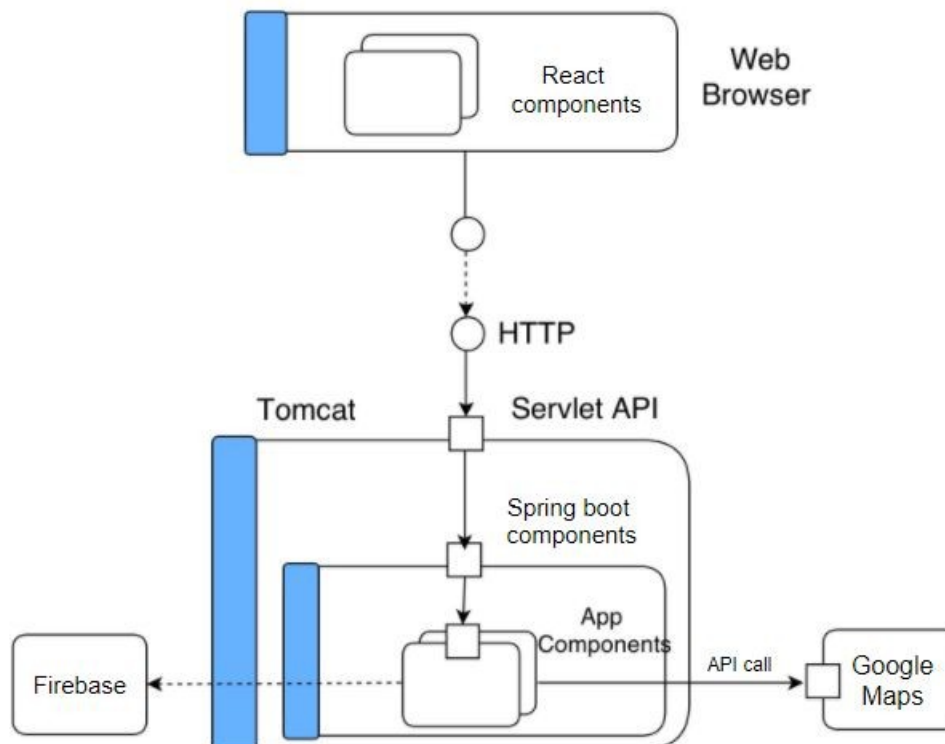 React
components
Web
Browser
HTTP
Tomcat
Servlet API
Spring boot
components
App
Components
Firebase
API call
Google
Maps